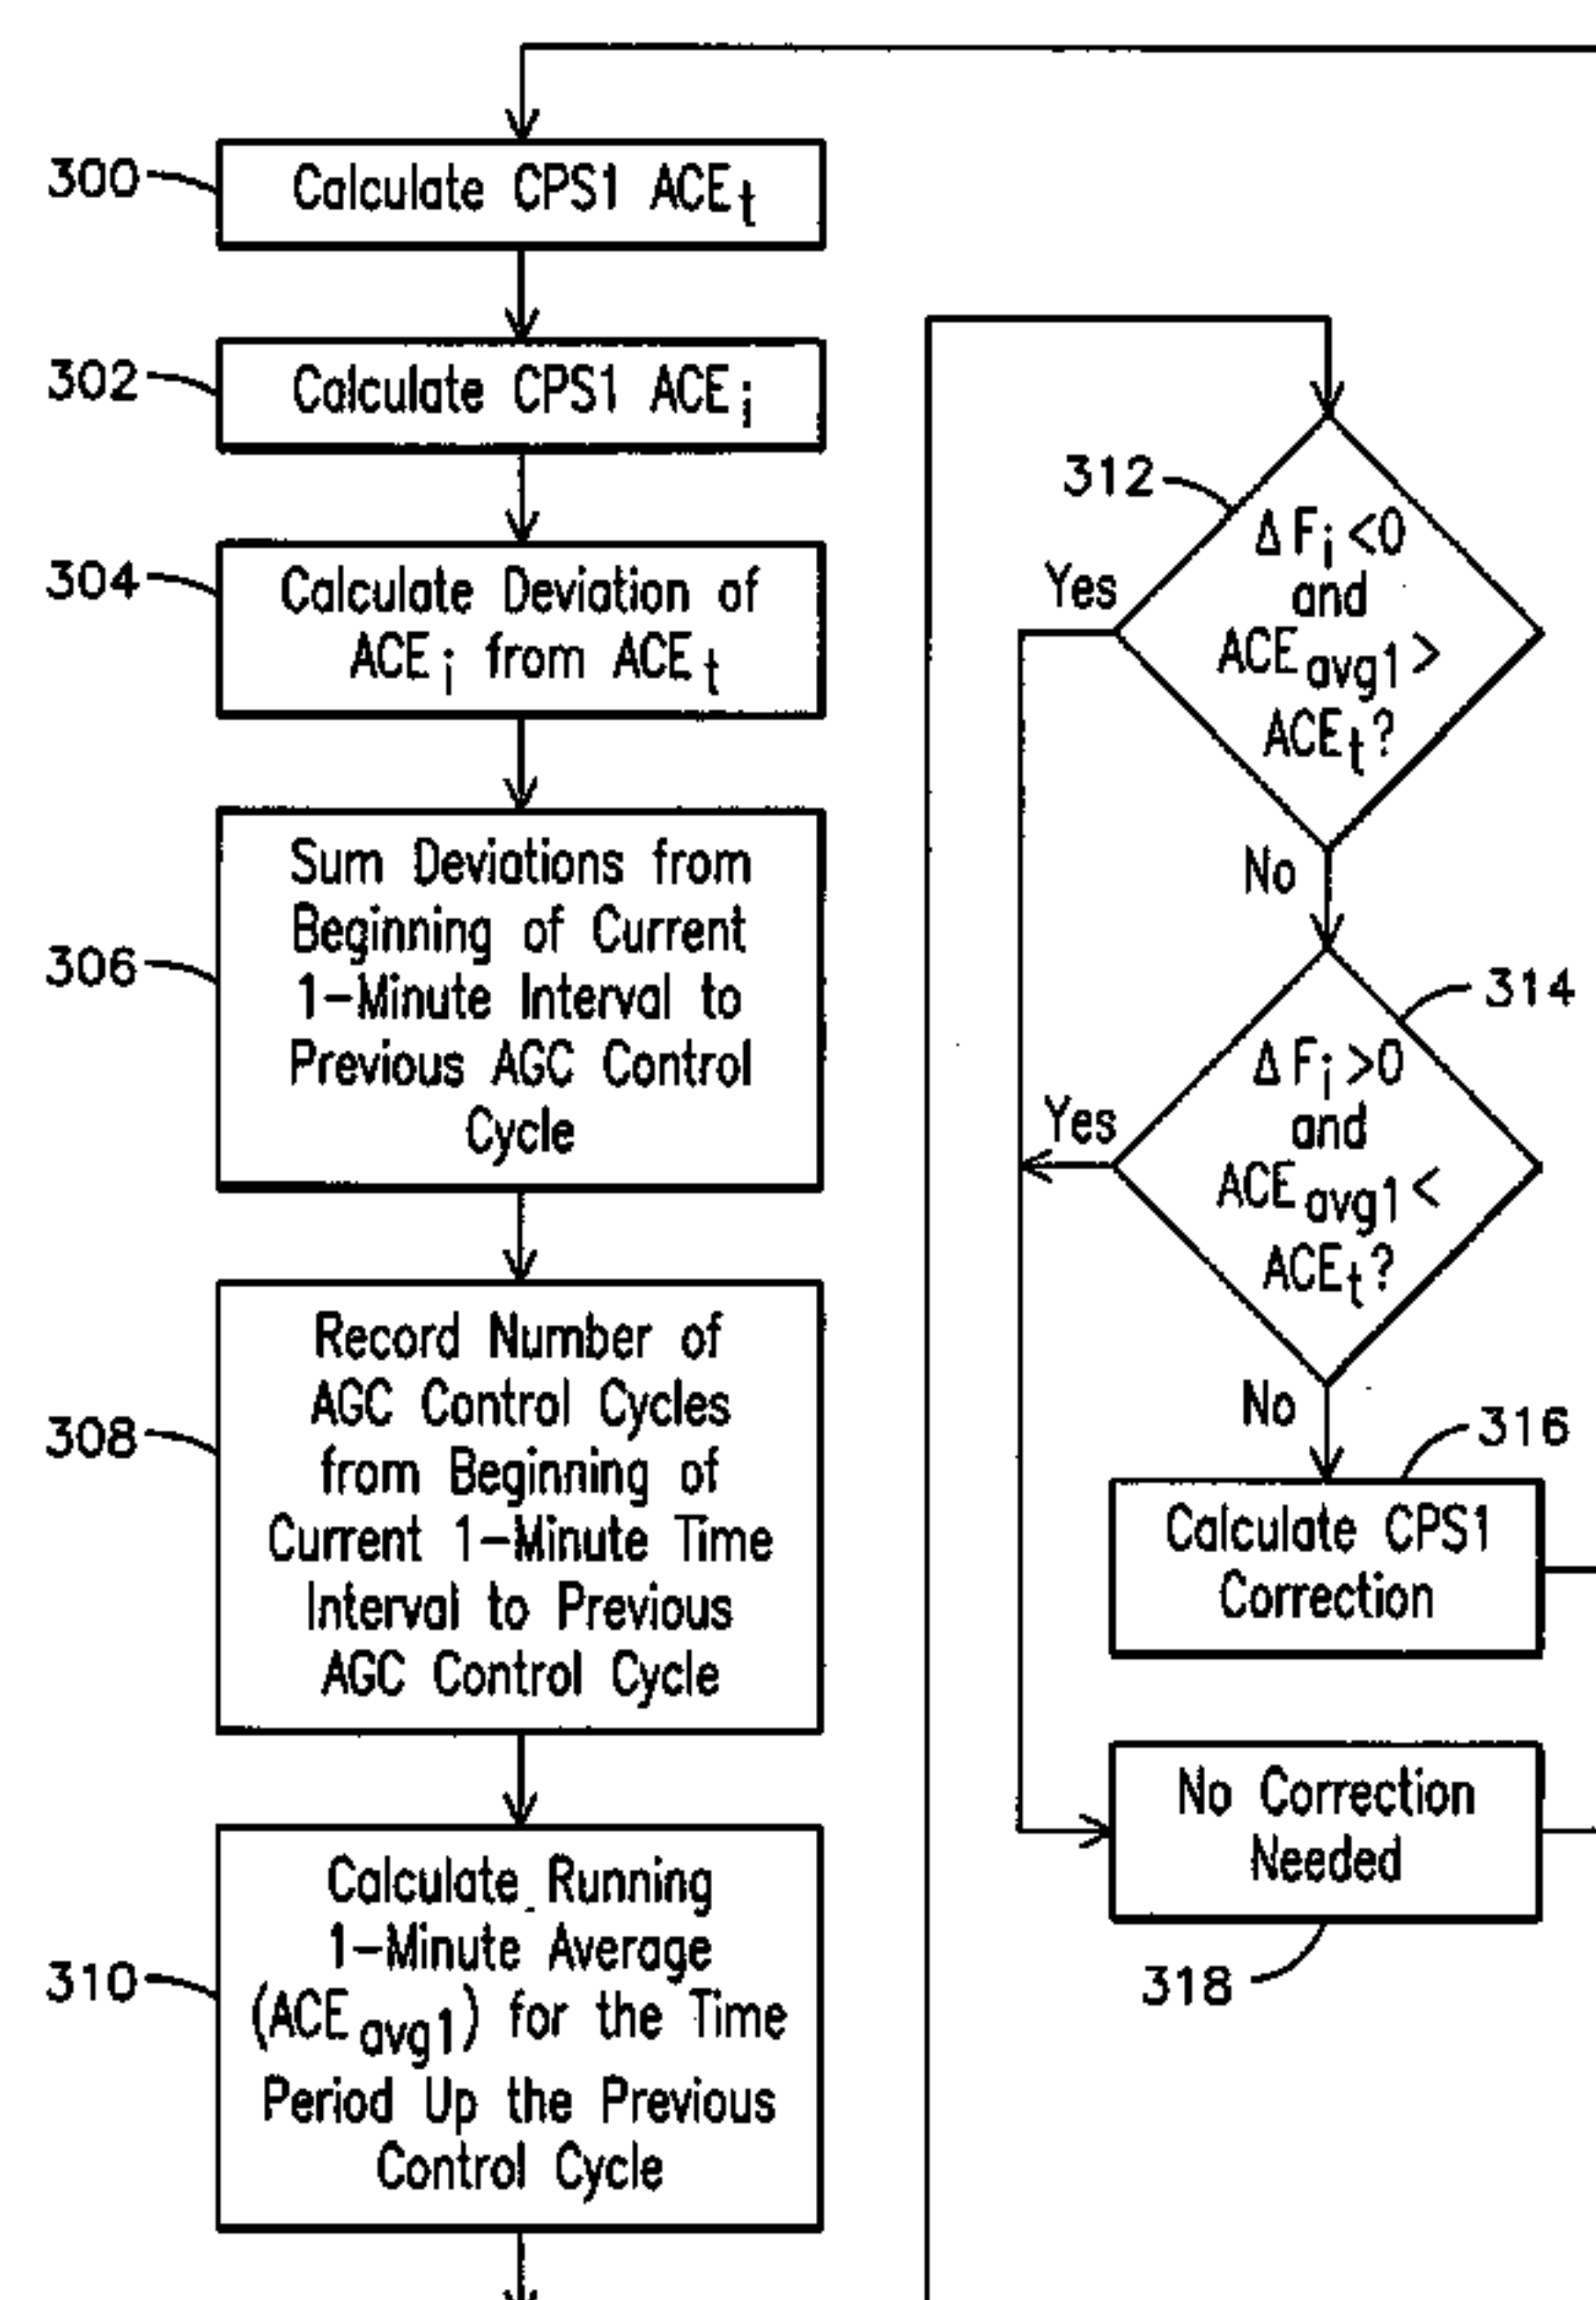 300
Calculate CPS1 ACEt
302
Calculate CPS1 ACEi
304
Calculate Deviation of
ACEi from ACEt
306
Sum Deviations from
Beginning of Current
1-Minute Interval to
Previous AGC Control
Cycle
308
Record Number of
AGC Control Cycles
from Beginning of
Current 1-Minute Time
Interval to Previous
AGC Control Cycle
310
Calculate Running
1-Minute Average
(ACEavg1) for the Time
Period Up the Previous
Control Cycle
312
Δ Fi<0
and
ACEavg1>
ACEt?
Yes
No
314
Δ Fi>0
and
ACEavg1<
ACEt?
Yes
No
316
Calculate CPS1
Correction
No Correction
Needed
318